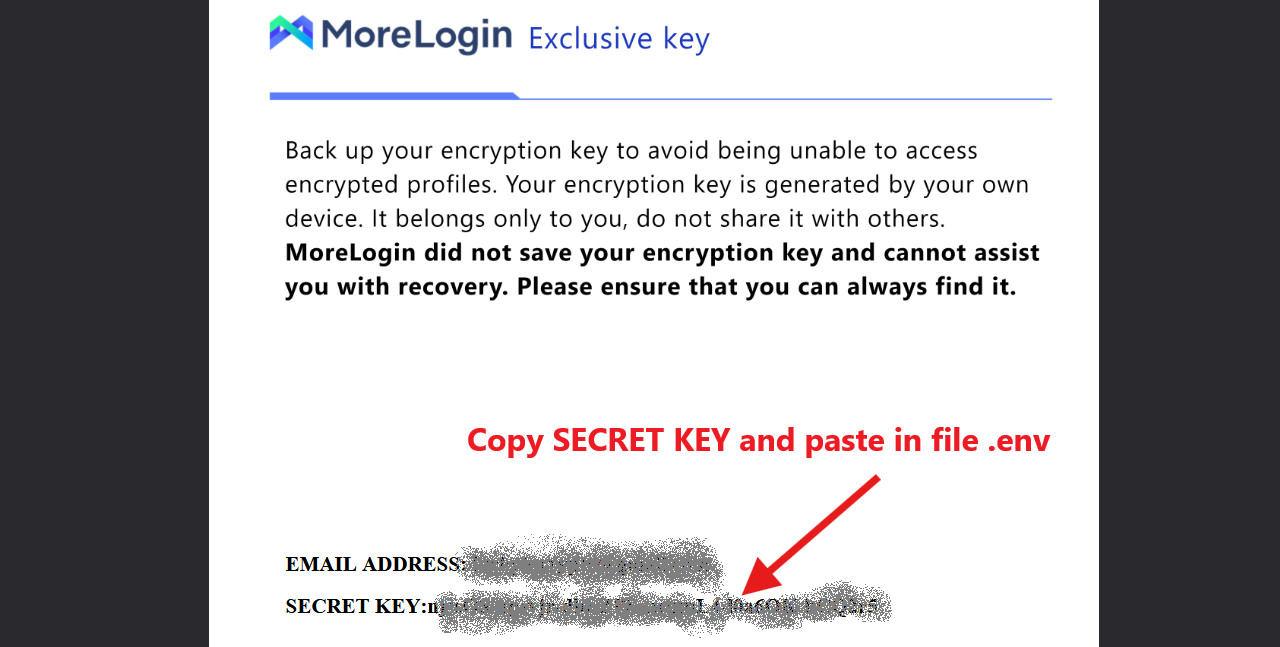 MoreLogin Exclusive key
Back up your encryption key to avoid being unable to access
encrypted profiles. Your encryption key is generated by your own
device. It belongs only to you, do not share it with others.
MoreLogin did not save your encryption key and cannot assist
you with recovery. Please ensure that you can always find it.
Copy SECRET KEY and paste in file .env
EMAIL ADDRESS:
SECRET KEY: